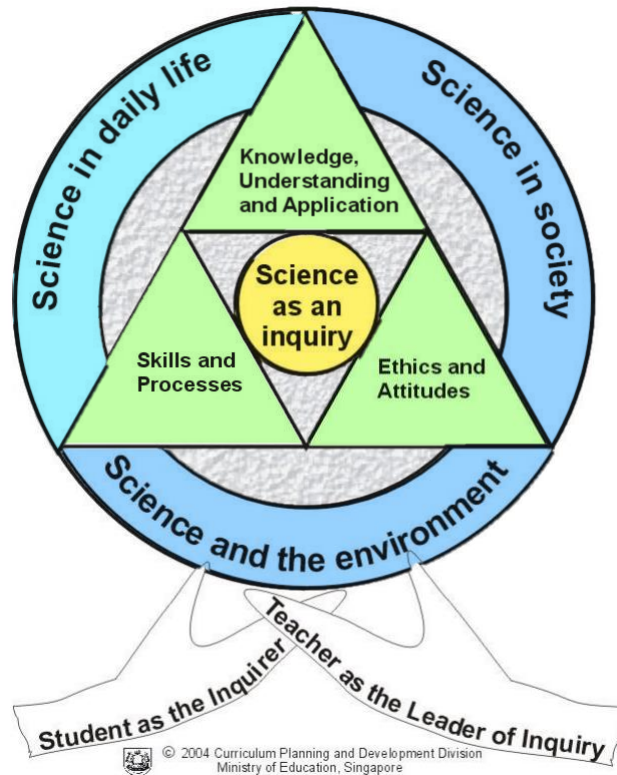 Science in daily life
Science in society
Knowledge,
Understanding
and Application
Science
as an
inquiry
Skills and
Processes
Ethics and
Attitudes
Science and the environment
Student as the Inquirer
Teacher as the Leader of Inquiry
© 2004 Curriculum Planning and Development Division
Ministry of Education, Singapore